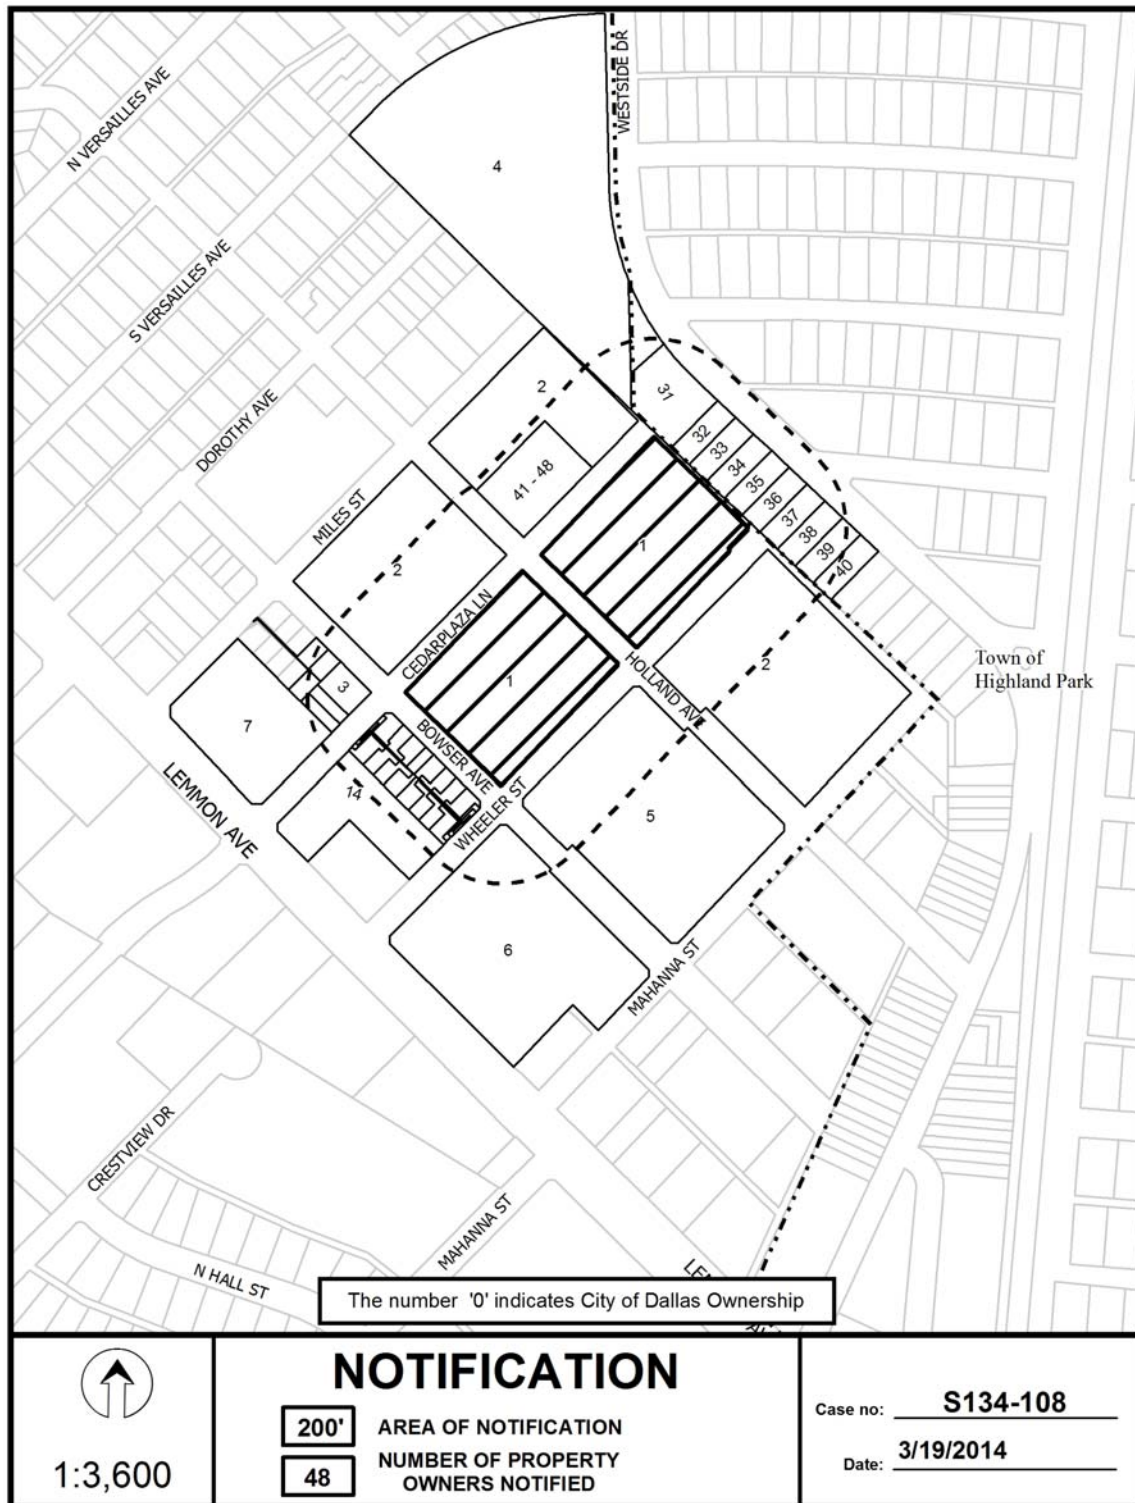 WESTSIDE DR
N VERSAILLES AVE
4
S VERSAILLES AVE
2
31
DOROTHY AVE
32
33
34
41 - 48
35
36
MILES ST
37
1
38
39
2
40
CEDARPLAZA LN
HOLLAND AVE
2
Town of
Highland Park
3
1
7
BOWSER AVE
14
LEMMON AVE
WHEELER ST
5
6
MAHANNA ST
CRESTVIEW DR
MAHANNA ST
N HALL ST
The number '0' indicates City of Dallas Ownership
1:3,600
NOTIFICATION
200' AREA OF NOTIFICATION
48 NUMBER OF PROPERTY
OWNERS NOTIFIED
Case no: S134-108
Date: 3/19/2014